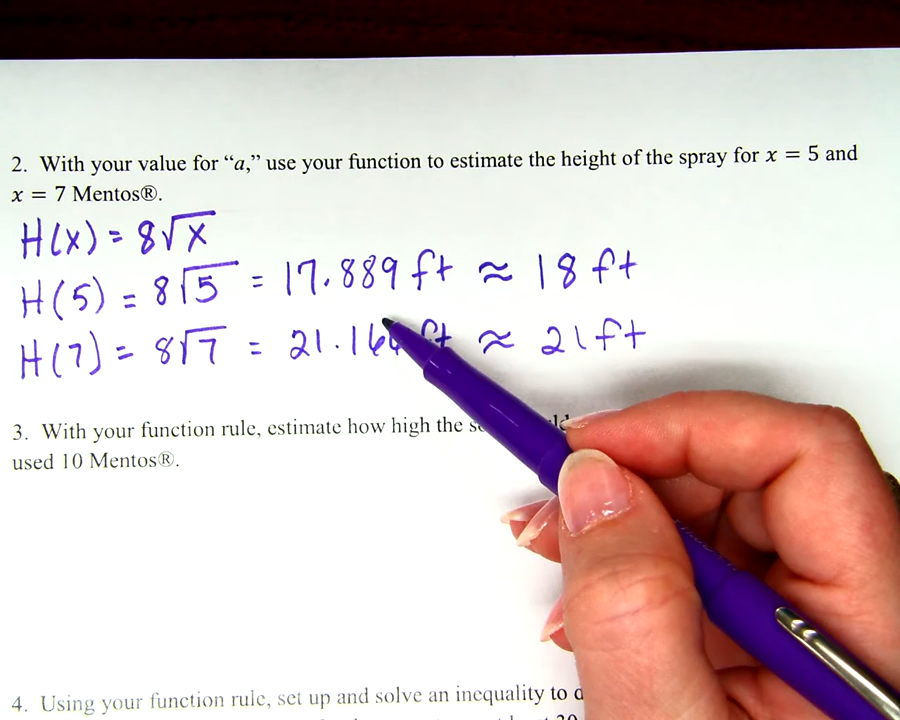 2. With your value for “a,” use your function to estimate the height of the spray for x = 5 and
x = 7 Mentos®.
H(x) = 8√x
H(5) = 8√5 = 17.889 ft ≈ 18 ft
H(7) = 8√7 = 21.166 ft ≈ 21 ft
3. With your function rule, estimate how high the
used 10 Mentos®.
4. Using your function rule, set up and solve an inequality to